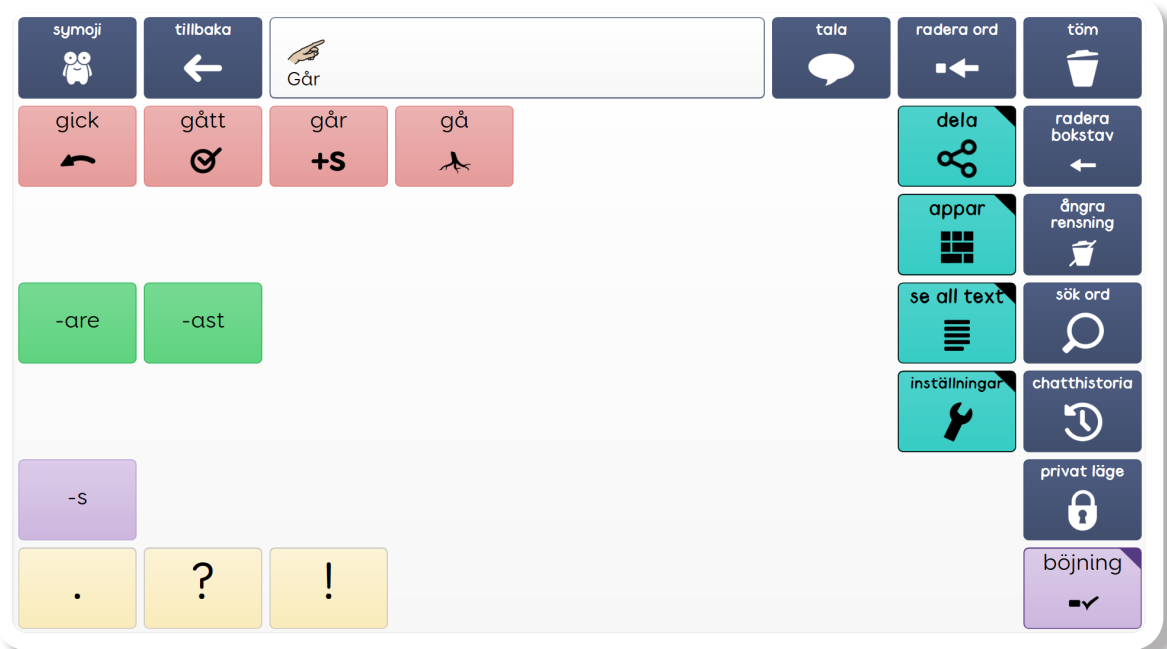 symoji
tillbaka
Går
tala
radera ord
töm
gick
gått
går
+s
gå
dela
radera
bokstav
appar
ångra
rensning
-are
-ast
se all text
sök ord
inställningar
chatthistoria
-s
privat läge
.
?
!
böjning